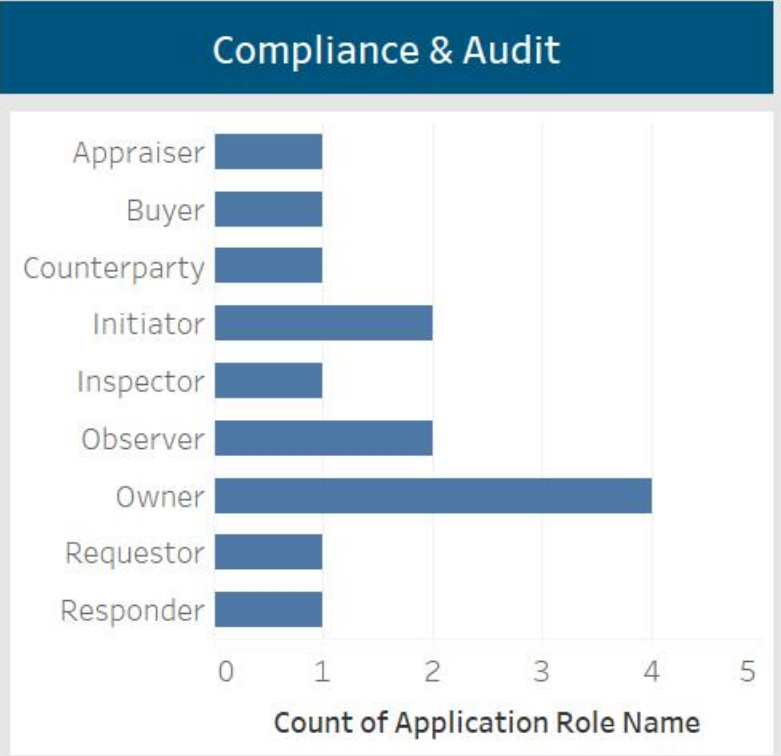 Compliance & Audit
Appraiser
Buyer
Counterparty
Initiator
Inspector
Observer
Owner
Requestor
Responder
0 1 2 3 4 5
Count of Application Role Name